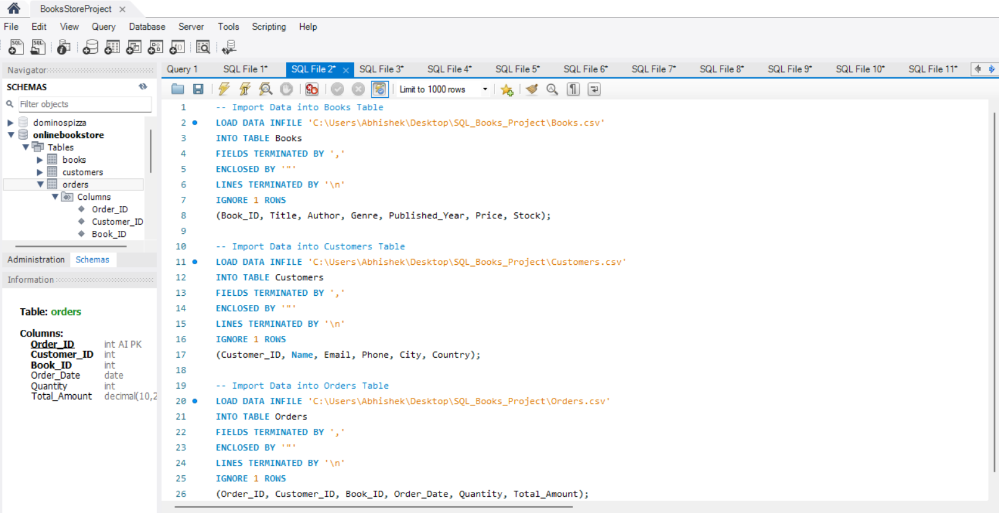 BooksStoreProject
File Edit View Query Database Server Tools Scripting Help
Navigator
SCHEMAS
Filter objects
dominospizza
onlinebookstore
Tables
books
customers
orders
Columns
Order_ID
Customer_ID
Book_ID
Administration Schemas
Information
Table: orders
Columns:
Order_ID int AI PK
Customer_ID int
Book_ID int
Order_Date date
Quantity int
Total_Amount decimal(10,2
Query 1 SQL File 1* SQL File 2* SQL File 3* SQL File 4* SQL File 5* SQL File 6* SQL File 7* SQL File 8* SQL File 9* SQL File 10* SQL File 11*
Limit to 1000 rows
1 -- Import Data into Books Table
2 LOAD DATA INFILE 'C:\Users\Abhishek\Desktop\SQL_Books_Project\Books.csv'
3 INTO TABLE Books
4 FIELDS TERMINATED BY ','
5 ENCLOSED BY '"'
6 LINES TERMINATED BY '\n'
7 IGNORE 1 ROWS
8 (Book_ID, Title, Author, Genre, Published_Year, Price, Stock);
9
10 -- Import Data into Customers Table
11 LOAD DATA INFILE 'C:\Users\Abhishek\Desktop\SQL_Books_Project\Customers.csv'
12 INTO TABLE Customers
13 FIELDS TERMINATED BY ','
14 ENCLOSED BY '"'
15 LINES TERMINATED BY '\n'
16 IGNORE 1 ROWS
17 (Customer_ID, Name, Email, Phone, City, Country);
18
19 -- Import Data into Orders Table
20 LOAD DATA INFILE 'C:\Users\Abhishek\Desktop\SQL_Books_Project\Orders.csv'
21 INTO TABLE Orders
22 FIELDS TERMINATED BY ','
23 ENCLOSED BY '"'
24 LINES TERMINATED BY '\n'
25 IGNORE 1 ROWS
26 (Order_ID, Customer_ID, Book_ID, Order_Date, Quantity, Total_Amount);